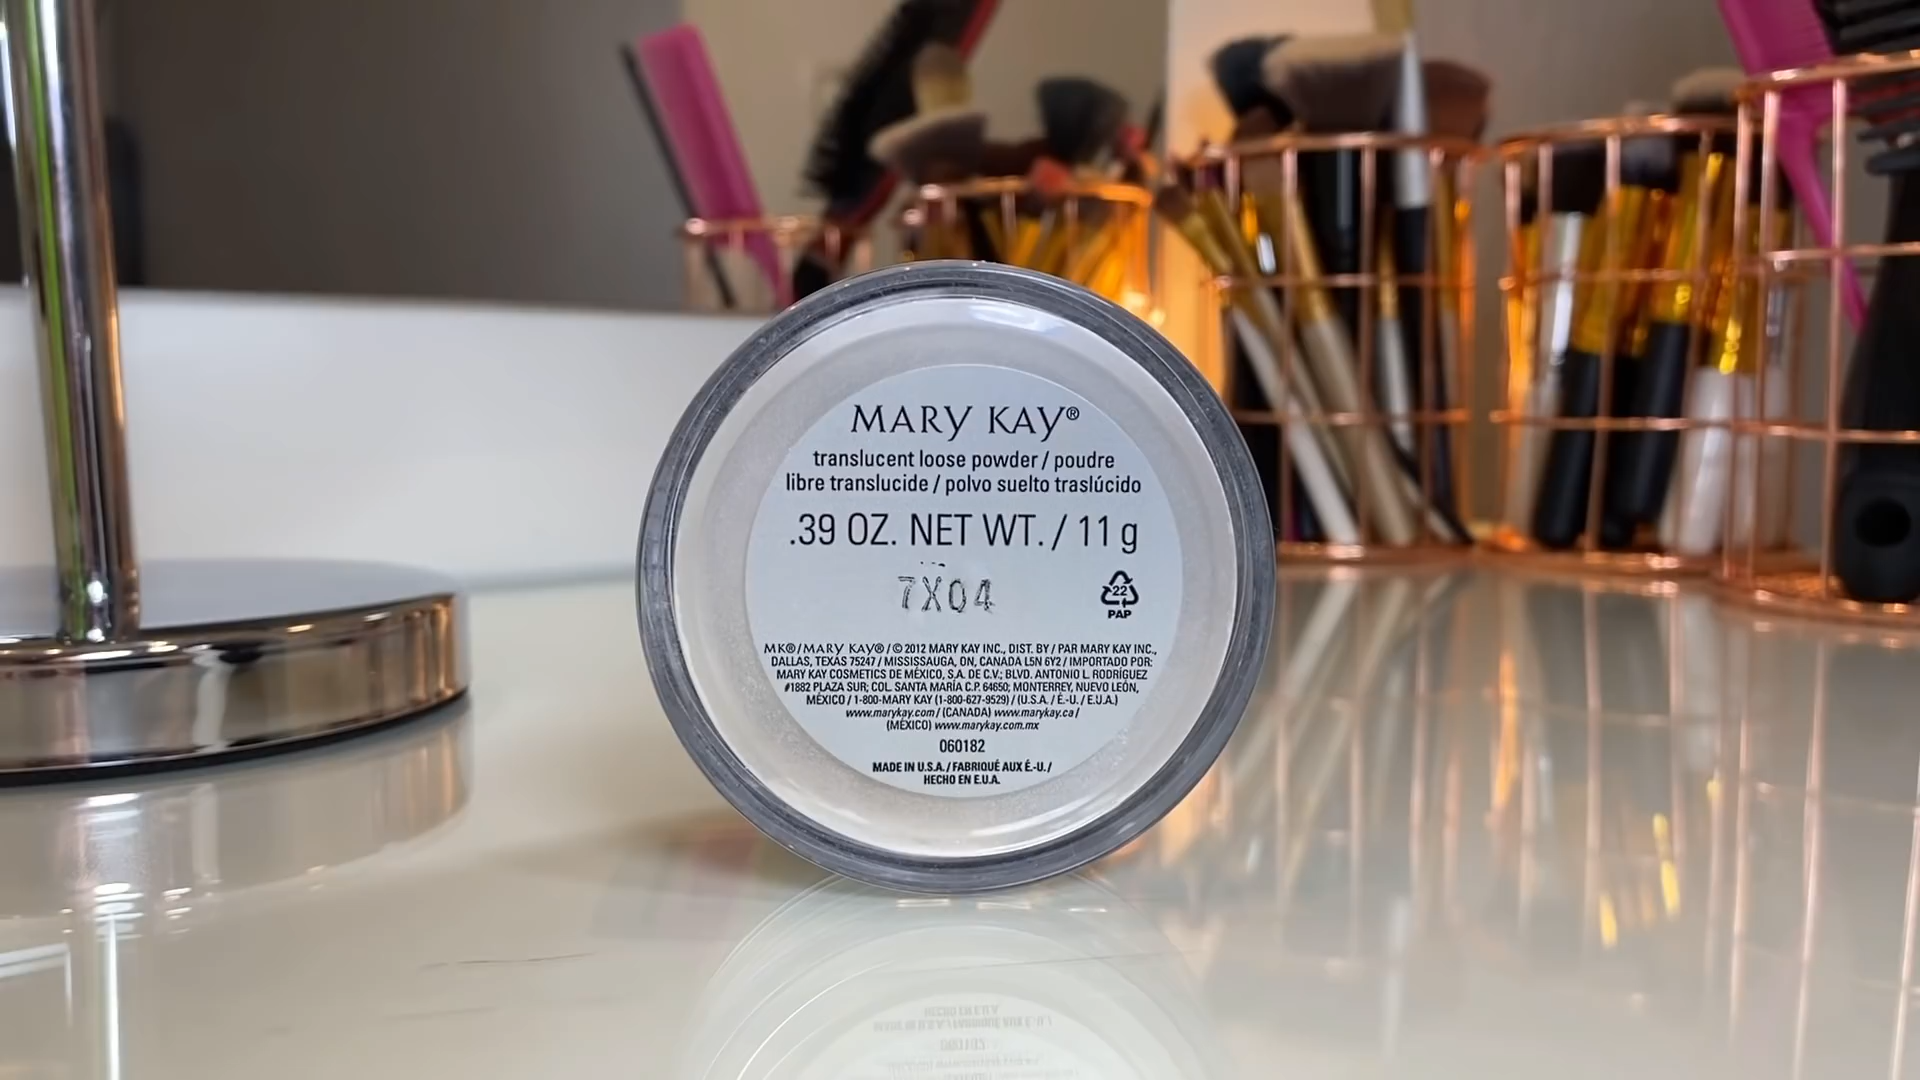 MARY KAY®
translucent loose powder / poudre
libre translucide / polvo suelto traslúcido
.39 OZ. NET WT. / 11 g
7X04
22
PAP
MK®/MARY KAY®/© 2012 MARY KAY INC., DIST. BY / PAR MARY KAY INC.,
DALLAS, TEXAS 75247 / MISSISSAUGA, ON, CANADA L5N 6Y2 / IMPORTADO POR:
MARY KAY COSMETICS DE MÉXICO, S.A. DE C.V.; BLVD. ANTONIO L. RODRÍGUEZ
#1882 PLAZA SUR; COL. SANTA MARÍA C.P. 64650; MONTERREY, NUEVO LEÓN,
MÉXICO / 1-800-MARY KAY (1-800-627-9529) / (U.S.A. / É.-U. / E.U.A.)
www.marykay.com / (CANADA) www.marykay.ca /
(MÉXICO) www.marykay.com.mx
060182
MADE IN U.S.A. / FABRIQUÉ AUX É.-U. /
HECHO EN E.U.A.